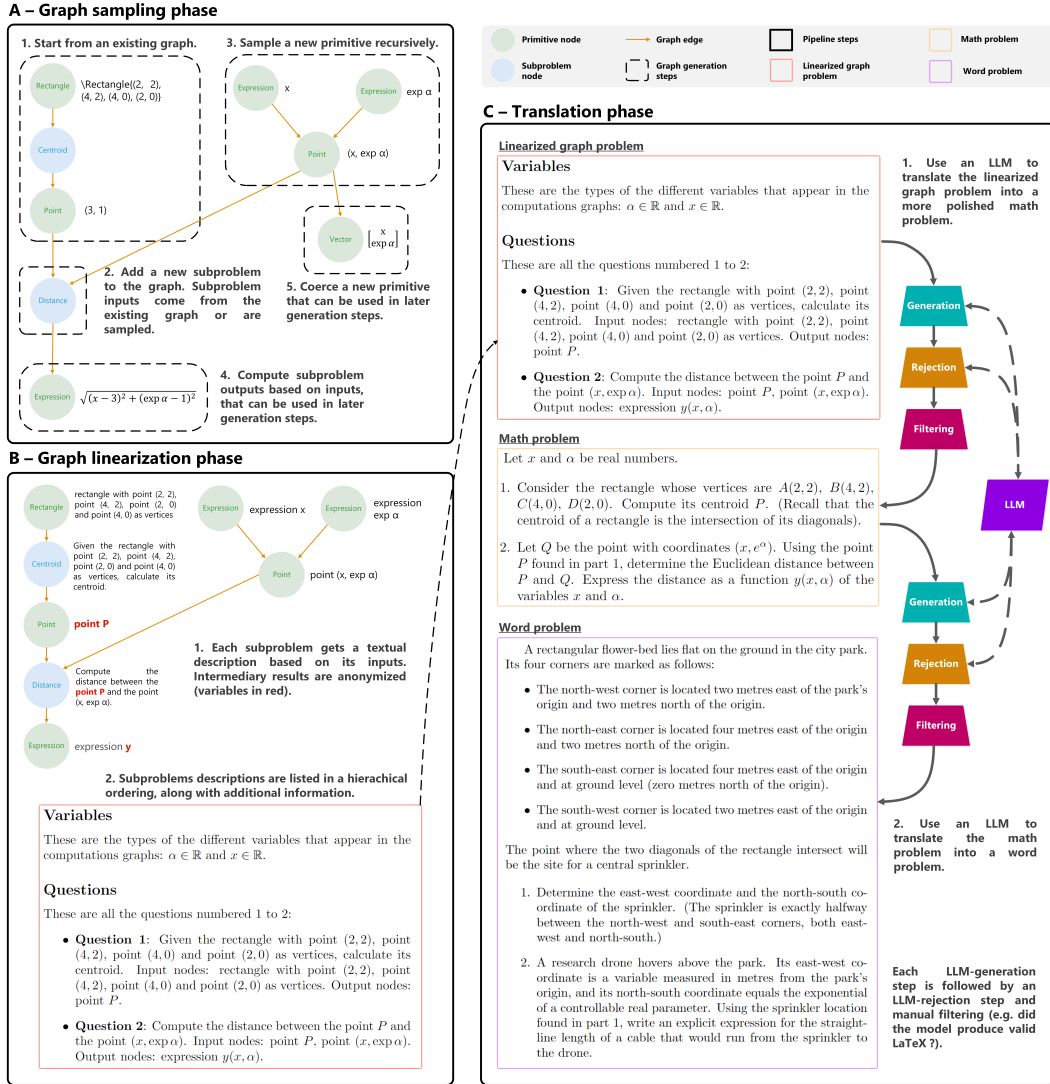 A – Graph sampling phase
1. Start from an existing graph.
Rectangle
\Rectangle((2, 2),
(4, 2), (4, 0), (2, 0))
Centroid
Point
(3, 1)
3. Sample a new primitive recursively.
Expression
x
Expression
exp α
Point
(x, exp α)
Vector
[x
exp α]
Distance
2. Add a new subproblem
to the graph. Subproblem
inputs come from the
existing graph or are
sampled.
5. Coerce a new primitive
that can be used in later
generation steps.
Expression
√((x − 3)² + (exp α − 1)²)
4. Compute subproblem
outputs based on inputs,
that can be used in later
generation steps.
B – Graph linearization phase
Rectangle
rectangle with point (2, 2),
point (4, 2), point (2, 0)
and point (4, 0) as vertices
Centroid
Given the rectangle with
point (2, 2), point (4, 2),
point (2, 0) and point (4, 0)
as vertices, calculate its
centroid.
Expression
expression x
Expression
expression
exp α
Point
point (x, exp α)
Point
point P
Distance
Compute the
distance between the
point P and the point
(x, exp α).
Expression
expression y
1. Each subproblem gets a textual
description based on its inputs.
Intermediary results are anonymized
(variables in red).
2. Subproblems descriptions are listed in a hierachical
ordering, along with additional information.
Variables
These are the types of the different variables that appear in the
computations graphs: α ∈ ℝ and x ∈ ℝ.
Questions
These are all the questions numbered 1 to 2:
• Question 1: Given the rectangle with point (2, 2), point
(4, 2), point (4, 0) and point (2, 0) as vertices, calculate its
centroid. Input nodes: rectangle with point (2, 2), point
(4, 2), point (4, 0) and point (2, 0) as vertices. Output nodes:
point P.
• Question 2: Compute the distance between the point P and
the point (x, exp α). Input nodes: point P, point (x, exp α).
Output nodes: expression y(x, α).
Primitive node
Graph edge
Pipeline steps
Math problem
Subproblem
node
Graph generation
steps
Linearized graph
problem
Word problem
C – Translation phase
Linearized graph problem
Variables
These are the types of the different variables that appear in the
computations graphs: α ∈ ℝ and x ∈ ℝ.
Questions
These are all the questions numbered 1 to 2:
• Question 1: Given the rectangle with point (2, 2), point
(4, 2), point (4, 0) and point (2, 0) as vertices, calculate its
centroid. Input nodes: rectangle with point (2, 2), point
(4, 2), point (4, 0) and point (2, 0) as vertices. Output nodes:
point P.
• Question 2: Compute the distance between the point P and
the point (x, exp α). Input nodes: point P, point (x, exp α).
Output nodes: expression y(x, α).
Math problem
Let x and α be real numbers.
1. Consider the rectangle whose vertices are A(2, 2), B(4, 2),
C(4, 0), D(2, 0). Compute its centroid P. (Recall that the
centroid of a rectangle is the intersection of its diagonals).
2. Let Q be the point with coordinates (x, e^α). Using the point
P found in part 1, determine the Euclidean distance between
P and Q. Express the distance as a function y(x, α) of the
variables x and α.
Word problem
A rectangular flower-bed lies flat on the ground in the city park.
Its four corners are marked as follows:
• The north-west corner is located two metres east of the park's
origin and two metres north of the origin.
• The north-east corner is located four metres east of the origin
and two metres north of the origin.
• The south-east corner is located four metres east of the origin
and at ground level (zero metres north of the origin).
• The south-west corner is located two metres east of the origin
and at ground level.
The point where the two diagonals of the rectangle intersect will
be the site for a central sprinkler.
1. Determine the east-west coordinate and the north-south co-
ordinate of the sprinkler. (The sprinkler is exactly halfway
between the north-west and south-east corners, both east-
west and north-south.)
2. A research drone hovers above the park. Its east-west co-
ordinate is a variable measured in metres from the park's
origin, and its north-south coordinate equals the exponential
of a controllable real parameter. Using the sprinkler location
found in part 1, write an explicit expression for the straight-
line length of a cable that would run from the sprinkler to
the drone.
1. Use an LLM to
translate the linearized
graph problem into a
more polished math
problem.
Generation
Rejection
Filtering
LLM
Generation
Rejection
Filtering
2. Use an LLM to
translate the math
problem into a word
problem.
Each LLM-generation
step is followed by an
LLM-rejection step and
manual filtering (e.g. did
the model produce valid
LaTeX ?).